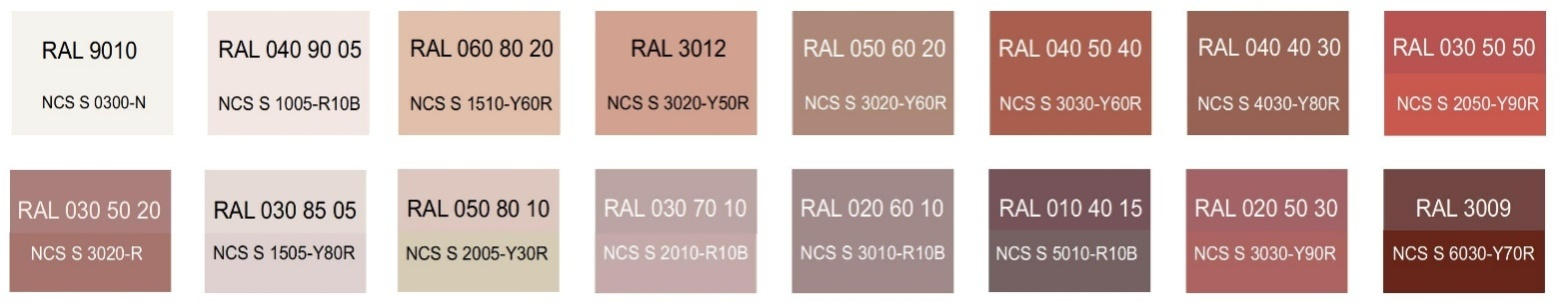 RAL 9010
NCS S 0300-N
RAL 040 90 05
NCS S 1005-R10B
RAL 060 80 20
NCS S 1510-Y60R
RAL 3012
NCS S 3020-Y50R
RAL 050 60 20
NCS S 3020-Y60R
RAL 040 50 40
NCS S 3030-Y60R
RAL 040 40 30
NCS S 4030-Y80R
RAL 030 50 50
NCS S 2050-Y90R
RAL 030 50 20
NCS S 3020-R
RAL 030 85 05
NCS S 1505-Y80R
RAL 050 80 10
NCS S 2005-Y30R
RAL 030 70 10
NCS S 2010-R10B
RAL 020 60 10
NCS S 3010-R10B
RAL 010 40 15
NCS S 5010-R10B
RAL 020 50 30
NCS S 3030-Y90R
RAL 3009
NCS S 6030-Y70R